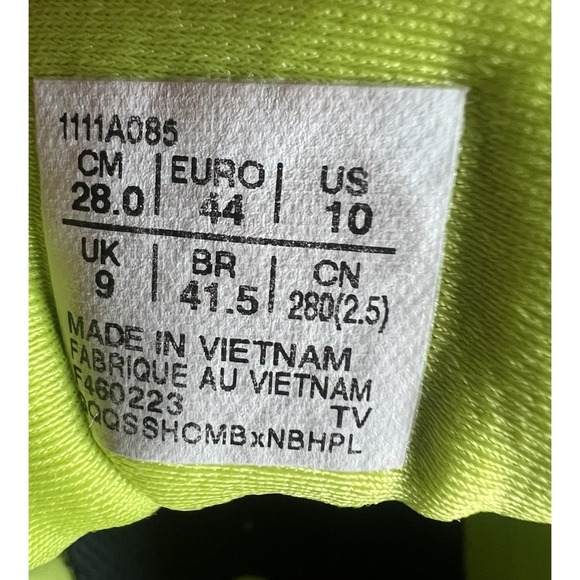 1111A085
CM | EURO | US
28.0 | 44 | 10
UK | BR | CN
9 | 41.5 | 280(2.5)
MADE IN VIETNAM
FABRIQUE AU VIETNAM
F460223 TV
QQSSHCMBxNBHPL